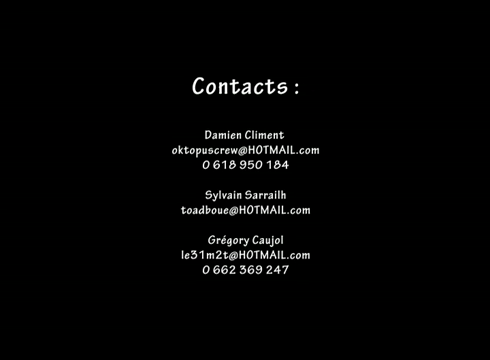 Contacts :
Damien Climent
oktopuscrew@HOTMAIL.com
0 618 950 184
Sylvain Sarrailh
toadboue@HOTMAIL.com
Grégory Caujol
le31m2t@HOTMAIL.com
0 662 369 247